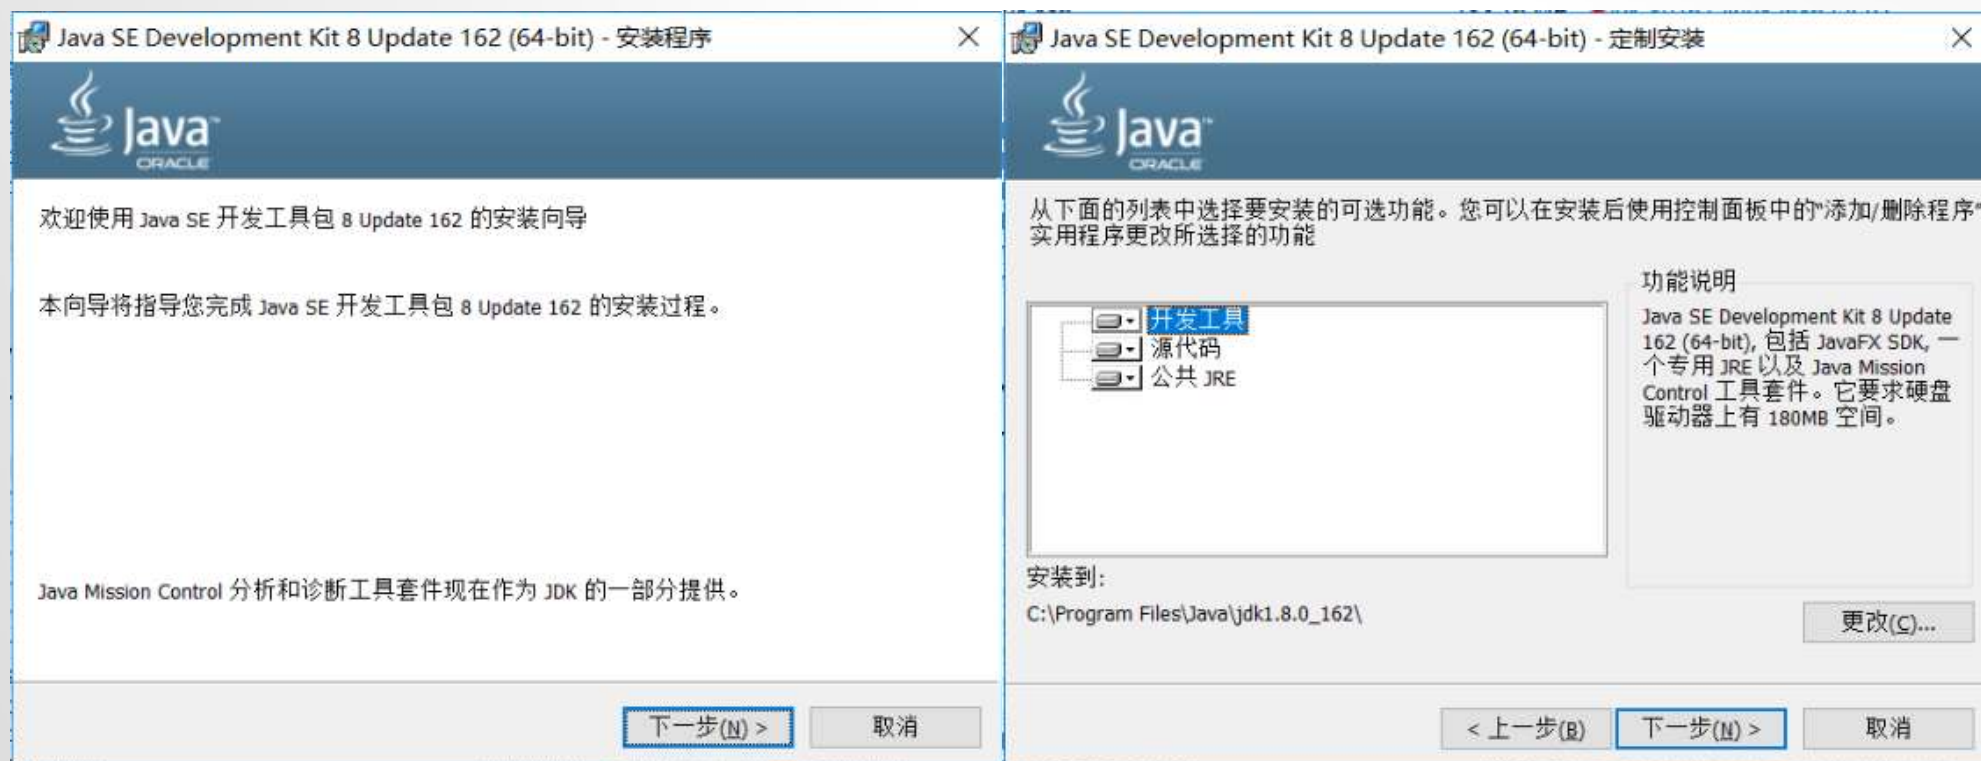 Java SE Development Kit 8 Update 162 (64-bit) - 安装程序
Java™
ORACLE
欢迎使用 Java SE 开发工具包 8 Update 162 的安装向导
本向导将指导您完成 Java SE 开发工具包 8 Update 162 的安装过程。
Java Mission Control 分析和诊断工具套件现在作为 JDK 的一部分提供。
下一步(N) >
取消
Java SE Development Kit 8 Update 162 (64-bit) - 定制安装
Java™
ORACLE
从下面的列表中选择要安装的可选功能。您可以在安装后使用控制面板中的"添加/删除程序"
实用程序更改所选择的功能
开发工具
源代码
公共 JRE
功能说明
Java SE Development Kit 8 Update
162 (64-bit), 包括 JavaFX SDK, 一
个专用 JRE 以及 Java Mission
Control 工具套件。它要求硬盘
驱动器上有 180MB 空间。
安装到:
C:\Program Files\Java\jdk1.8.0_162\
更改(C)...
< 上一步(B)
下一步(N) >
取消